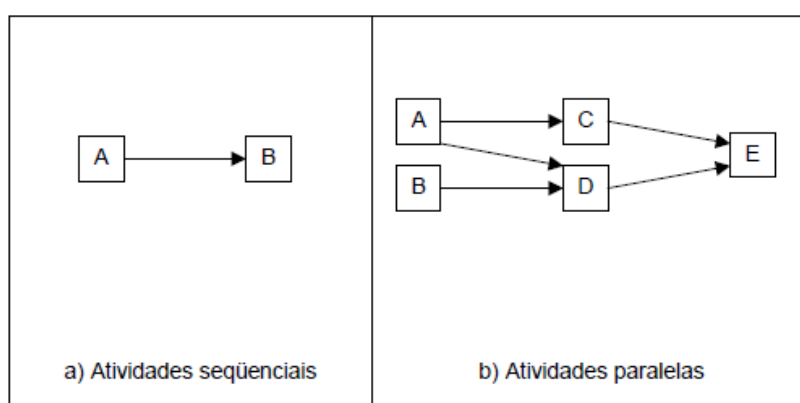 A
B
A
C
E
B
D
a) Atividades seqüenciais
b) Atividades paralelas